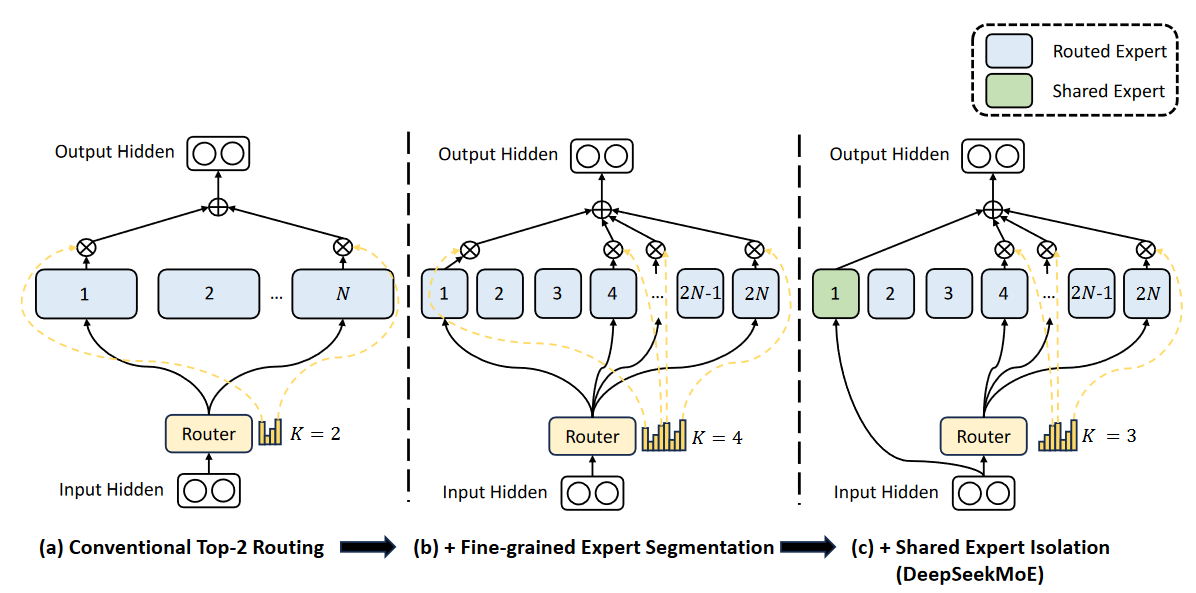 Routed Expert
Shared Expert
Output Hidden
1
2
...
N
Router
K = 2
Input Hidden
(a) Conventional Top-2 Routing
Output Hidden
1
2
3
4
...
2N-1
2N
Router
K = 4
Input Hidden
(b) + Fine-grained Expert Segmentation
Output Hidden
1
2
3
4
...
2N-1
2N
Router
K = 3
Input Hidden
(c) + Shared Expert Isolation
(DeepSeekMoE)